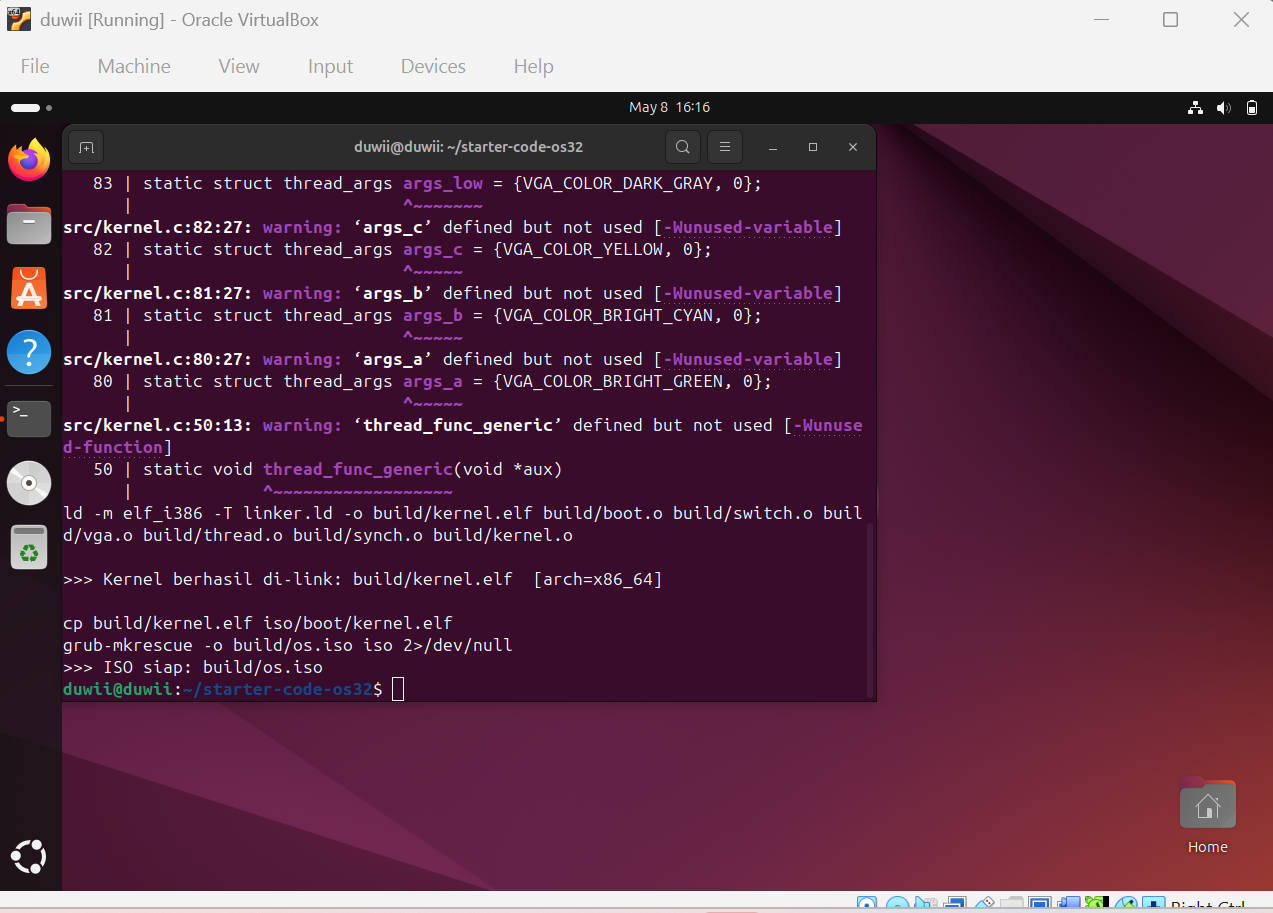 duwii [Running] - Oracle VirtualBox
File Machine View Input Devices Help
May 8 16:16
duwii@duwii: ~/starter-code-os32
83 | static struct thread_args args_low = {VGA_COLOR_DARK_GRAY, 0};
| ^~~~~~~~
src/kernel.c:82:27: warning: ‘args_c’ defined but not used [-Wunused-variable]
82 | static struct thread_args args_c = {VGA_COLOR_YELLOW, 0};
| ^~~~~~
src/kernel.c:81:27: warning: ‘args_b’ defined but not used [-Wunused-variable]
81 | static struct thread_args args_b = {VGA_COLOR_BRIGHT_CYAN, 0};
| ^~~~~~
src/kernel.c:80:27: warning: ‘args_a’ defined but not used [-Wunused-variable]
80 | static struct thread_args args_a = {VGA_COLOR_BRIGHT_GREEN, 0};
| ^~~~~~
src/kernel.c:50:13: warning: ‘thread_func_generic’ defined but not used [-Wunuse
d-function]
50 | static void thread_func_generic(void *aux)
| ^~~~~~~~~~~~~~~~~~~
ld -m elf_i386 -T linker.ld -o build/kernel.elf build/boot.o build/switch.o buil
d/vga.o build/thread.o build/synch.o build/kernel.o
>>> Kernel berhasil di-link: build/kernel.elf [arch=x86_64]
cp build/kernel.elf iso/boot/kernel.elf
grub-mkrescue -o build/os.iso iso 2>/dev/null
>>> ISO siap: build/os.iso
duwii@duwii:~/starter-code-os32$
Home
Right Ctrl